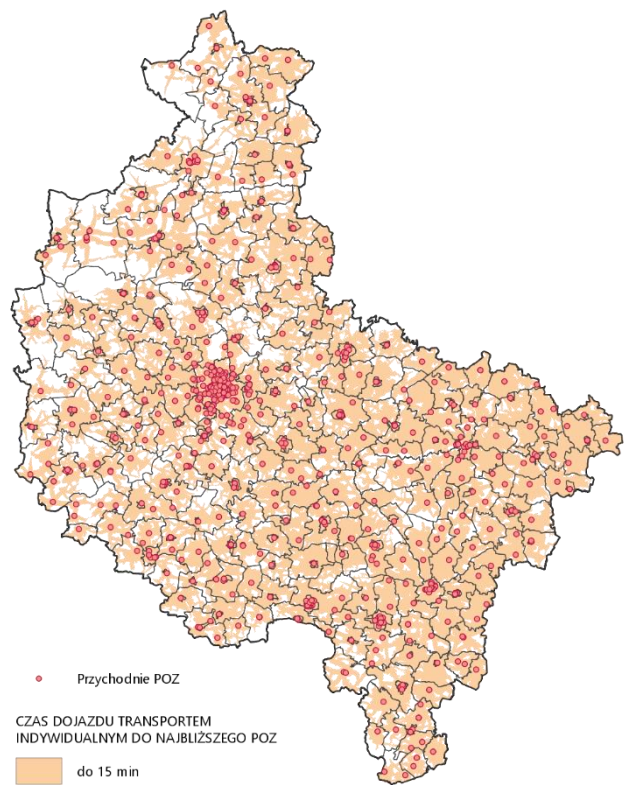 Przychodnie POZ
CZAS DOJAZDU TRANSPORTEM
INDYWIDUALNYM DO NAJBLIŻSZEGO POZ
do 15 min